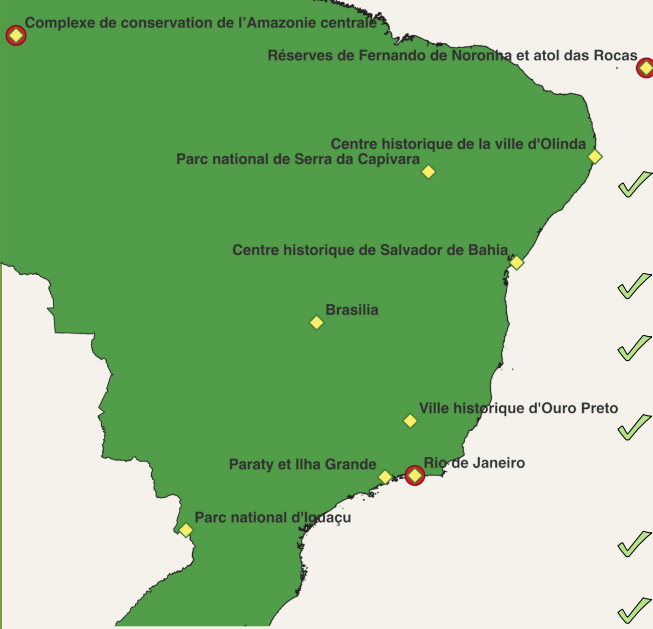 Complexe de conservation de l'Amazonie centrale
Réserves de Fernando de Noronha et atol das Rocas
Centre historique de la ville d'Olinda
Parc national de Serra da Capivara
Centre historique de Salvador de Bahia
Brasilia
Ville historique d'Ouro Preto
Paraty et Ilha Grande
Rio de Janeiro
Parc national d'Iguaçu